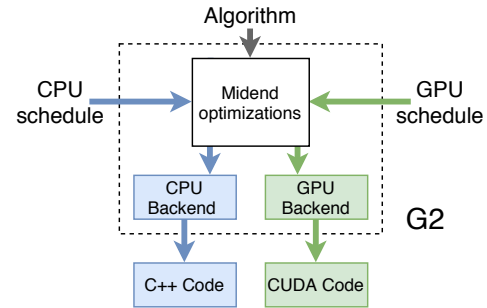 Algorithm
CPU
schedule
Midend
optimizations
GPU
schedule
CPU
Backend
GPU
Backend
G2
C++ Code
CUDA Code